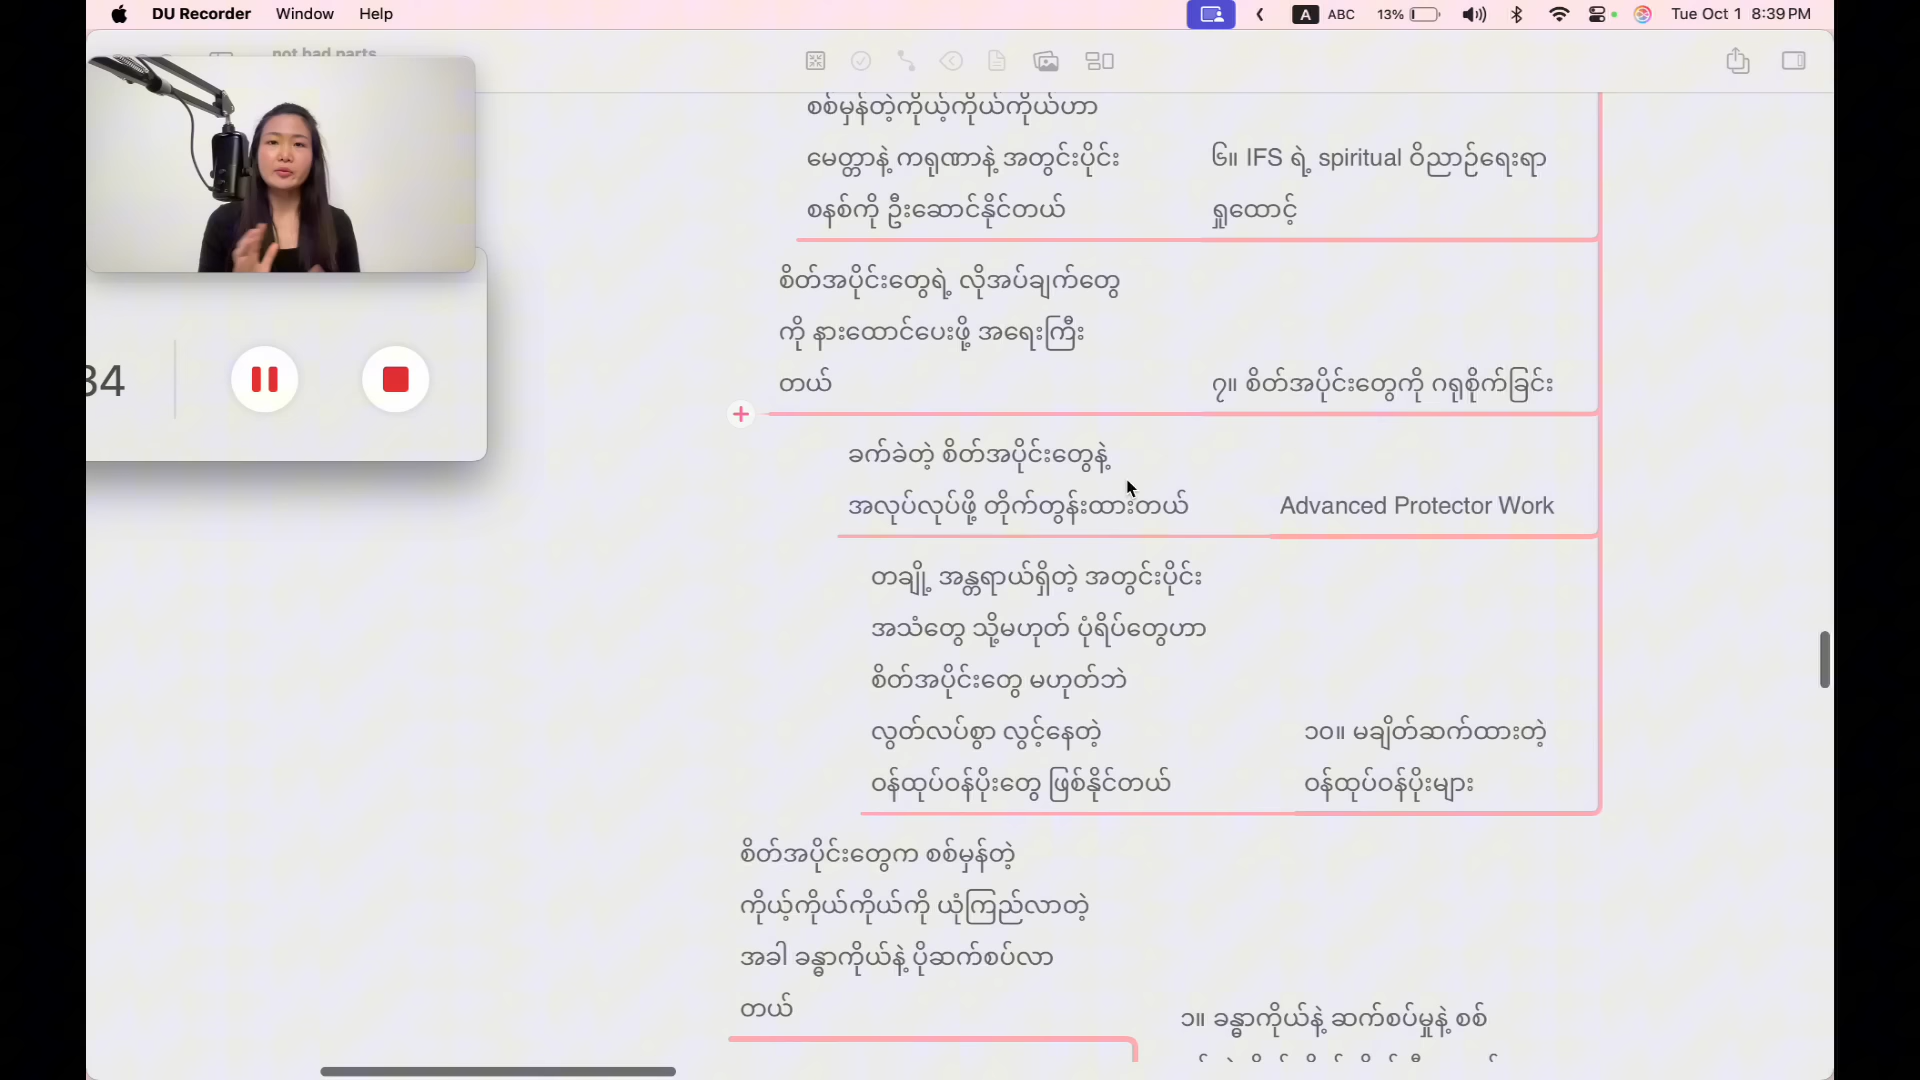 DU Recorder Window Help
A ABC 13% Tue Oct 1 8:39 PM
not bad parts
34
စစ်မှန်တဲ့ကိုယ့်ကိုယ်ကိုယ်ဟာ
မေတ္တာနဲ့ ကရုဏာနဲ့ အတွင်းပိုင်း
စနစ်ကို ဦးဆောင်နိုင်တယ်
၆။ IFS ရဲ့ spiritual ဝိညာဉ်ရေးရာ
ရှုထောင့်
စိတ်အပိုင်းတွေရဲ့ လိုအပ်ချက်တွေ
ကို နားထောင်ပေးဖို့ အရေးကြီး
တယ်
၇။ စိတ်အပိုင်းတွေကို ဂရုစိုက်ခြင်း
ခက်ခဲတဲ့ စိတ်အပိုင်းတွေနဲ့
အလုပ်လုပ်ဖို့ တိုက်တွန်းထားတယ်
Advanced Protector Work
တချို့ အန္တရာယ်ရှိတဲ့ အတွင်းပိုင်း
အသံတွေ သို့မဟုတ် ပုံရိပ်တွေဟာ
စိတ်အပိုင်းတွေ မဟုတ်ဘဲ
လွတ်လပ်စွာ လွင့်နေတဲ့
ဝန်ထုပ်ဝန်ပိုးတွေ ဖြစ်နိုင်တယ်
၁၀။ မချိတ်ဆက်ထားတဲ့
ဝန်ထုပ်ဝန်ပိုးများ
စိတ်အပိုင်းတွေက စစ်မှန်တဲ့
ကိုယ့်ကိုယ်ကိုယ်ကို ယုံကြည်လာတဲ့
အခါ ခန္ဓာကိုယ်နဲ့ ပိုဆက်စပ်လာ
တယ်
၁။ ခန္ဓာကိုယ်နဲ့ ဆက်စပ်မှုနဲ့ စစ်